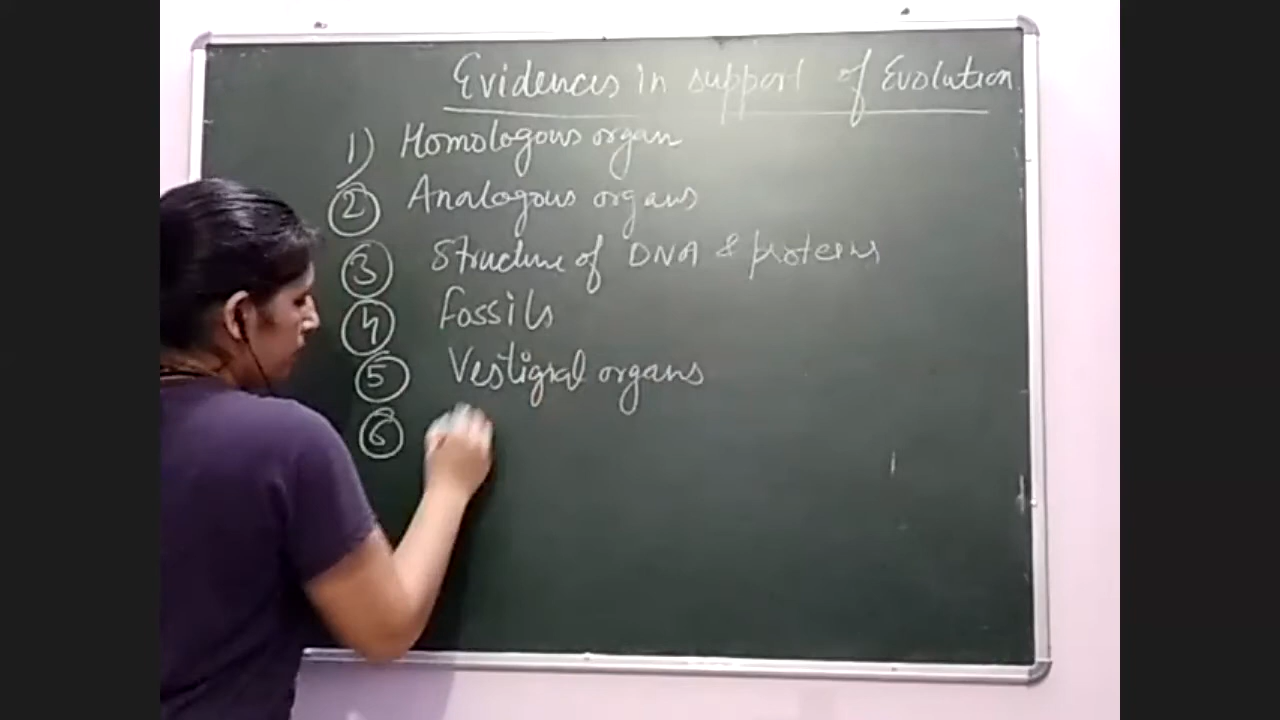 Evidences in support of Evolution
1) Homologous organ
2 Analogous organs
3 Structure of DNA & proteins
4 Fossils
5 Vestigial organs
6